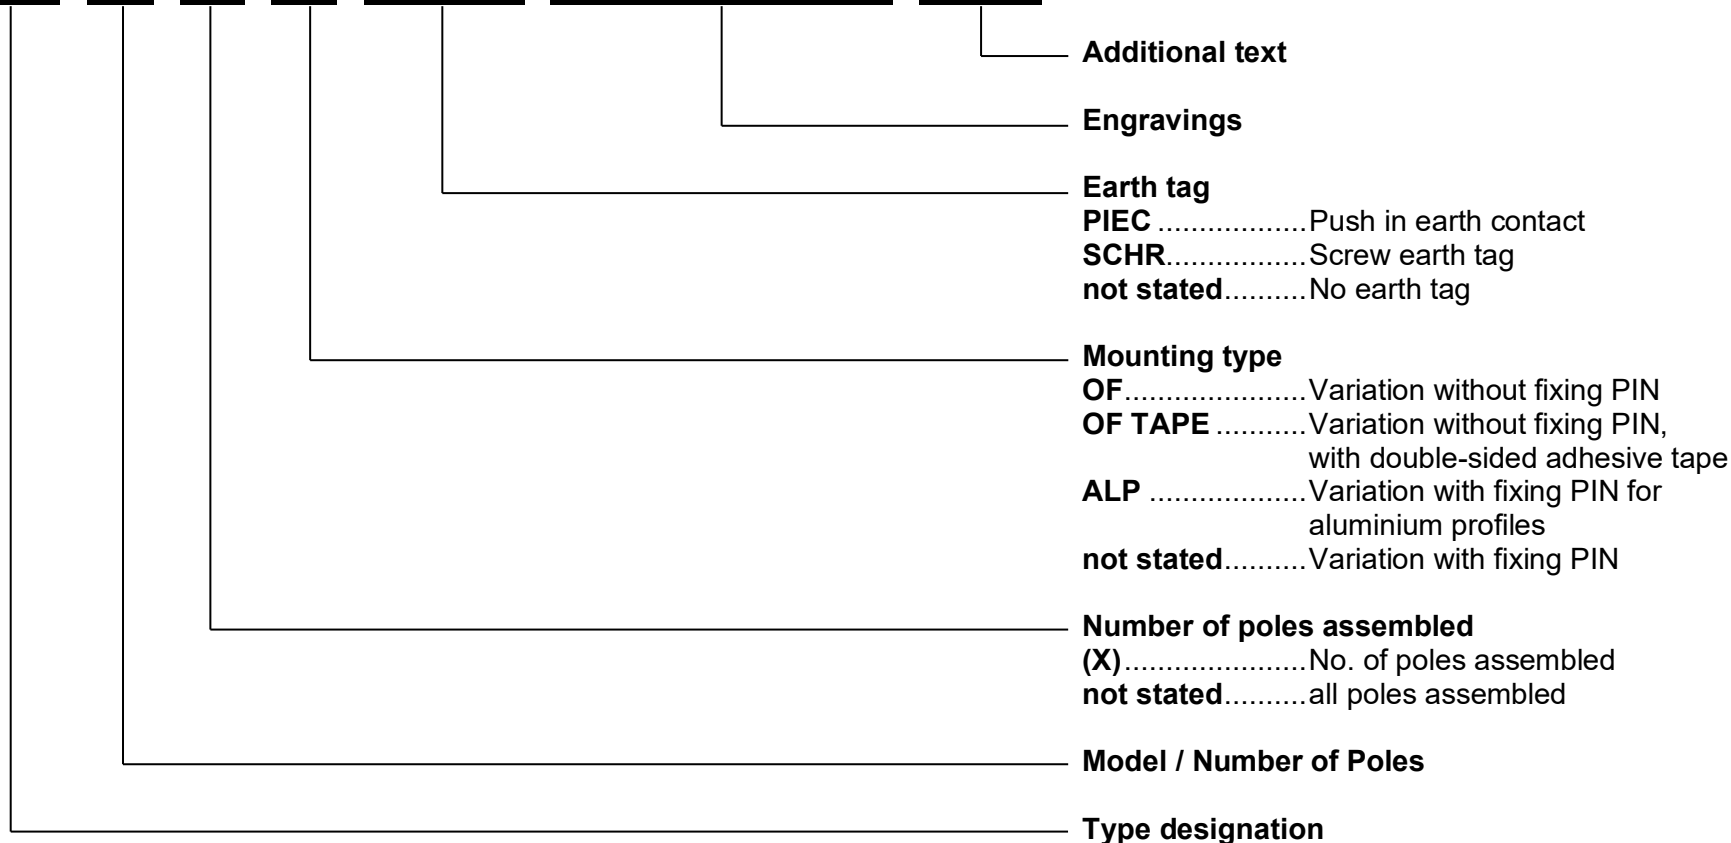 Additional text
Engravings
Earth tag
PIEC ..................Push in earth contact
SCHR.................Screw earth tag
not stated..........No earth tag
Mounting type
OF......................Variation without fixing PIN
OF TAPE ...........Variation without fixing PIN,
with double-sided adhesive tape
ALP ...................Variation with fixing PIN for
aluminium profiles
not stated..........Variation with fixing PIN
Number of poles assembled
(X)......................No. of poles assembled
not stated..........all poles assembled
Model / Number of Poles
Type designation